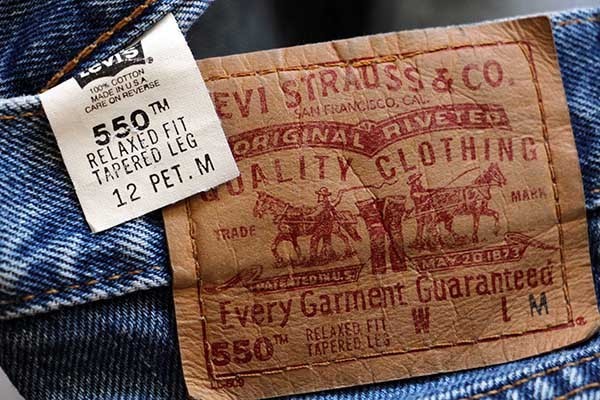 LEVI'S
100% COTTON
MADE IN U.S.A
CARE ON REVERSE
550™
RELAXED FIT
TAPERED LEG
12 PET. M
EVI STRAUSS & CO.
SAN FRANCISCO, CAL.
ORIGINAL RIVETED
QUALITY CLOTHING
TRADE MARK
PATENTED IN U.S.
MAY 20 1873
Every Garment Guaranteed
550™ RELAXED FIT W L M
TAPERED LEG